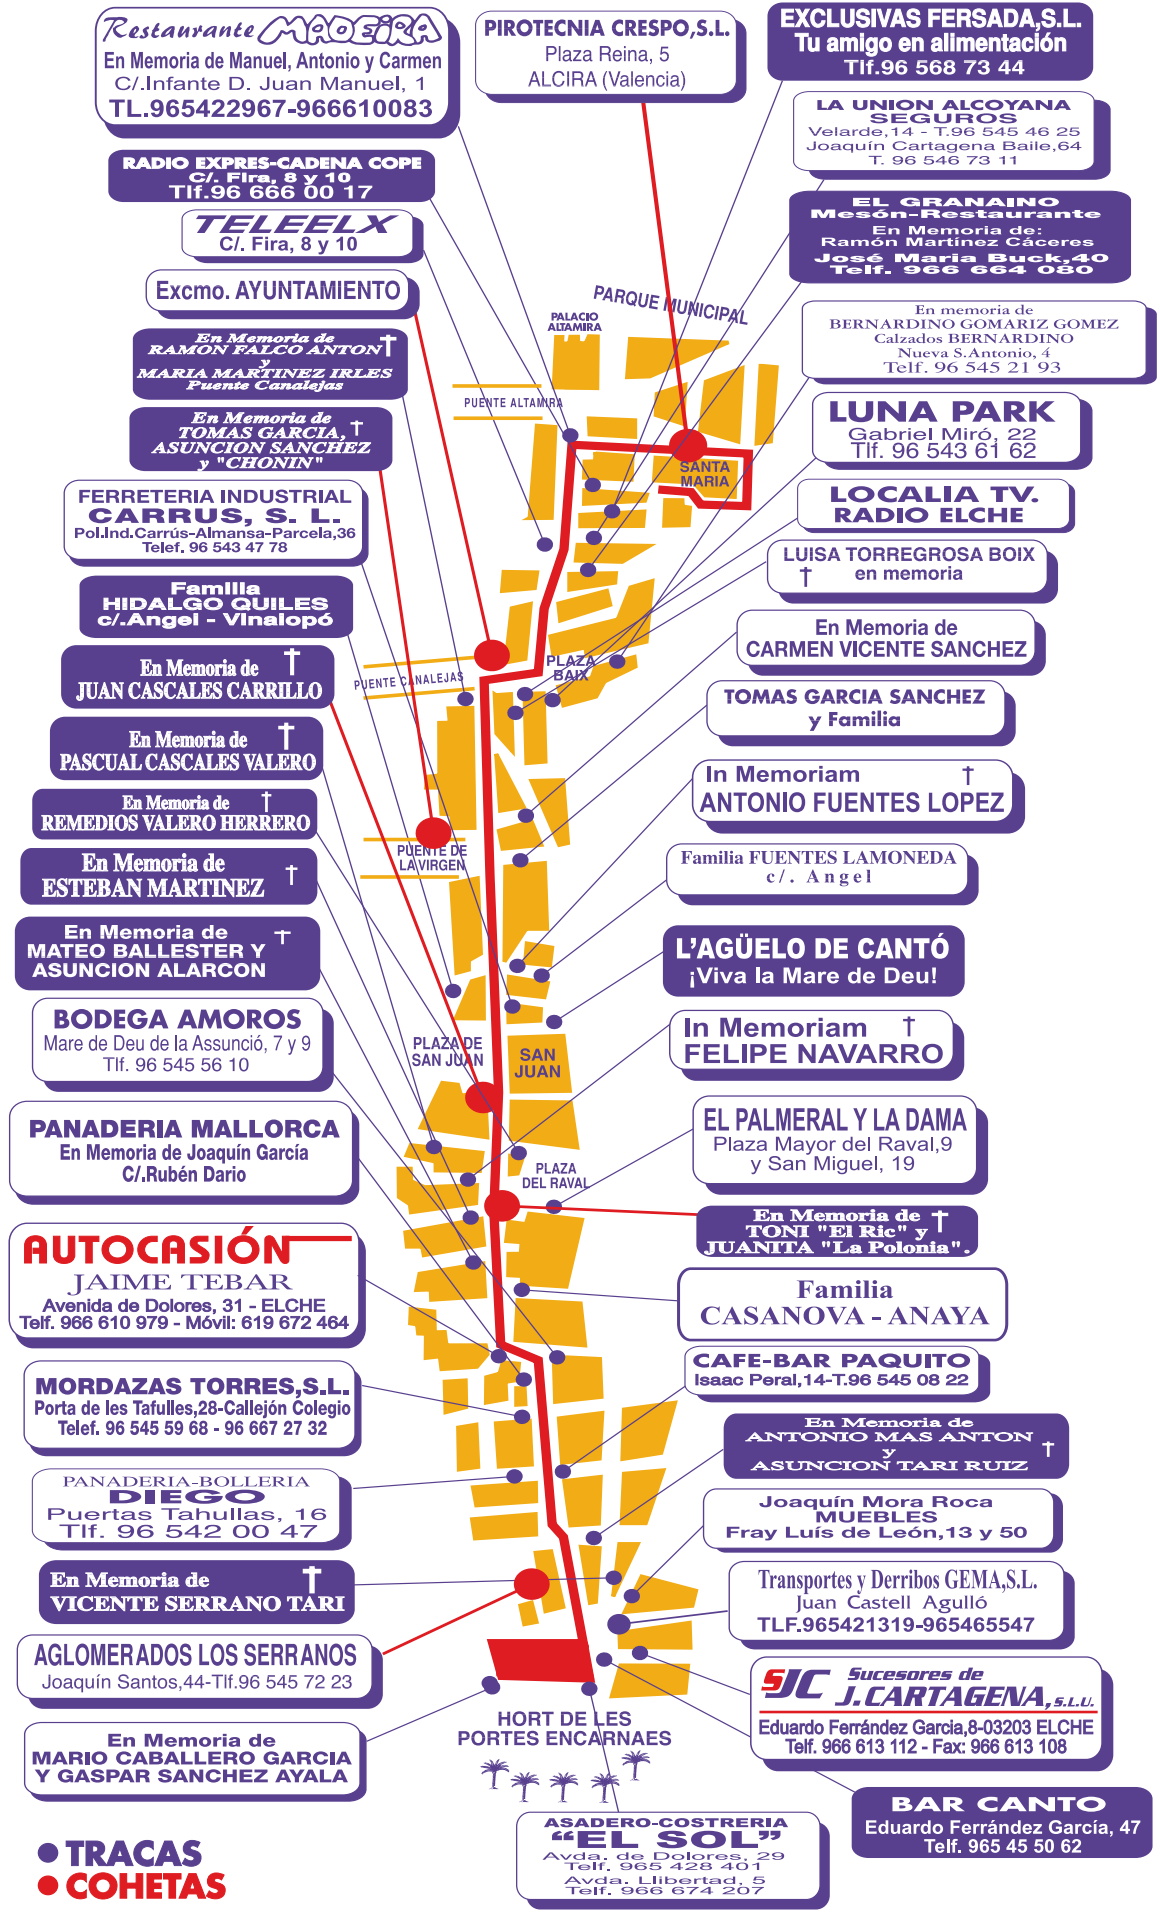 Restaurante MADEIRA
En Memoria de Manuel, Antonio y Carmen
C/.Infante D. Juan Manuel, 1
TL.965422967-966610083
PIROTECNIA CRESPO,S.L.
Plaza Reina, 5
ALCIRA (Valencia)
EXCLUSIVAS FERSADA,S.L.
Tu amigo en alimentación
Tlf.96 568 73 44
LA UNION ALCOYANA
SEGUROS
Velarde,14 - T.96 545 46 25
Joaquín Cartagena Baile,64
T. 96 546 73 11
RADIO EXPRES-CADENA COPE
C/. Fira, 8 y 10
Tlf.96 666 00 17
TELEELX
C/. Fira, 8 y 10
EL GRANAINO
Mesón-Restaurante
En Memoria de:
Ramón Martínez Cáceres
José Maria Buck,40
Telf. 966 664 080
Excmo. AYUNTAMIENTO
En memoria de
BERNARDINO GOMARIZ GOMEZ
Calzados BERNARDINO
Nueva S.Antonio, 4
Telf. 96 545 21 93
En Memoria de
RAMON FALCO ANTON
y
MARIA MARTINEZ IRLES
Puente Canalejas
LUNA PARK
Gabriel Miró, 22
Tlf. 96 543 61 62
En Memoria de
TOMAS GARCIA,
ASUNCION SANCHEZ
y "CHONIN"
LOCALIA TV.
RADIO ELCHE
FERRETERIA INDUSTRIAL
CARRUS, S. L.
Pol.Ind.Carrús-Almansa-Parcela,36
Telef. 96 543 47 78
LUISA TORREGROSA BOIX
en memoria
Familia
HIDALGO QUILES
c/.Angel - Vinalopó
En Memoria de
CARMEN VICENTE SANCHEZ
En Memoria de
JUAN CASCALES CARRILLO
TOMAS GARCIA SANCHEZ
y Familia
En Memoria de
PASCUAL CASCALES VALERO
In Memoriam
ANTONIO FUENTES LOPEZ
En Memoria de
REMEDIOS VALERO HERRERO
Familia FUENTES LAMONEDA
c/. Angel
En Memoria de
ESTEBAN MARTINEZ
L'AGÜELO DE CANTÓ
¡Viva la Mare de Deu!
En Memoria de
MATEO BALLESTER Y
ASUNCION ALARCON
In Memoriam
FELIPE NAVARRO
BODEGA AMOROS
Mare de Deu de la Assunció, 7 y 9
Tlf. 96 545 56 10
EL PALMERAL Y LA DAMA
Plaza Mayor del Raval,9
y San Miguel, 19
PANADERIA MALLORCA
En Memoria de Joaquín García
C/.Rubén Dario
En Memoria de
TONI "El Ric" y
JUANITA "La Polonia".
AUTOCASIÓN
JAIME TEBAR
Avenida de Dolores, 31 - ELCHE
Telf. 966 610 979 - Móvil: 619 672 464
Familia
CASANOVA - ANAYA
CAFE-BAR PAQUITO
Isaac Peral,14-T.96 545 08 22
MORDAZAS TORRES,S.L.
Porta de les Tafulles,28-Callejón Colegio
Telef. 96 545 59 68 - 96 667 27 32
En Memoria de
ANTONIO MAS ANTON
y
ASUNCION TARI RUIZ
PANADERIA-BOLLERIA
DIEGO
Puertas Tahullas, 16
Tlf. 96 542 00 47
Joaquín Mora Roca
MUEBLES
Fray Luís de León,13 y 50
En Memoria de
VICENTE SERRANO TARI
Transportes y Derribos GEMA,S.L.
Juan Castell Agulló
TLF.965421319-965465547
AGLOMERADOS LOS SERRANOS
Joaquín Santos,44-Tlf.96 545 72 23
SJC Sucesores de
J.CARTAGENA, S.L.U.
Eduardo Ferrández Garcia,8-03203 ELCHE
Telf. 966 613 112 - Fax: 966 613 108
En Memoria de
MARIO CABALLERO GARCIA
Y GASPAR SANCHEZ AYALA
BAR CANTO
Eduardo Ferrández García, 47
Telf. 965 45 50 62
ASADERO-COSTRERIA
"EL SOL"
Avda. de Dolores, 29
Telf. 965 428 401
Avda. Llibertad, 5
Telf. 966 674 207
PARQUE MUNICIPAL
PALACIO
ALTAMIRA
PUENTE ALTAMIRA
SANTA
MARIA
PLAZA
BAIX
PUENTE CANALEJAS
PUENTE DE
LA VIRGEN
PLAZA DE
SAN JUAN
SAN
JUAN
PLAZA
DEL RAVAL
HORT DE LES
PORTES ENCARNAES
TRACAS
COHETAS